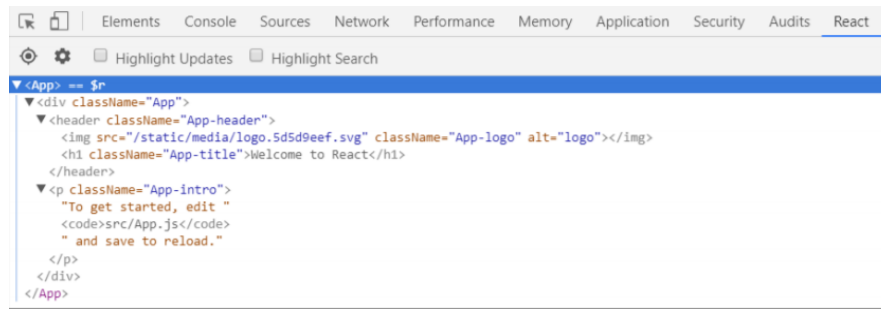 Elements Console Sources Network Performance Memory Application Security Audits React
Highlight Updates Highlight Search
<App> == $r
<div className="App">
<header className="App-header">
<img src="/static/media/logo.5d5d9eef.svg" className="App-logo" alt="logo"></img>
<h1 className="App-title">Welcome to React</h1>
</header>
<p className="App-intro">
"To get started, edit "
<code>src/App.js</code>
" and save to reload."
</p>
</div>
</App>